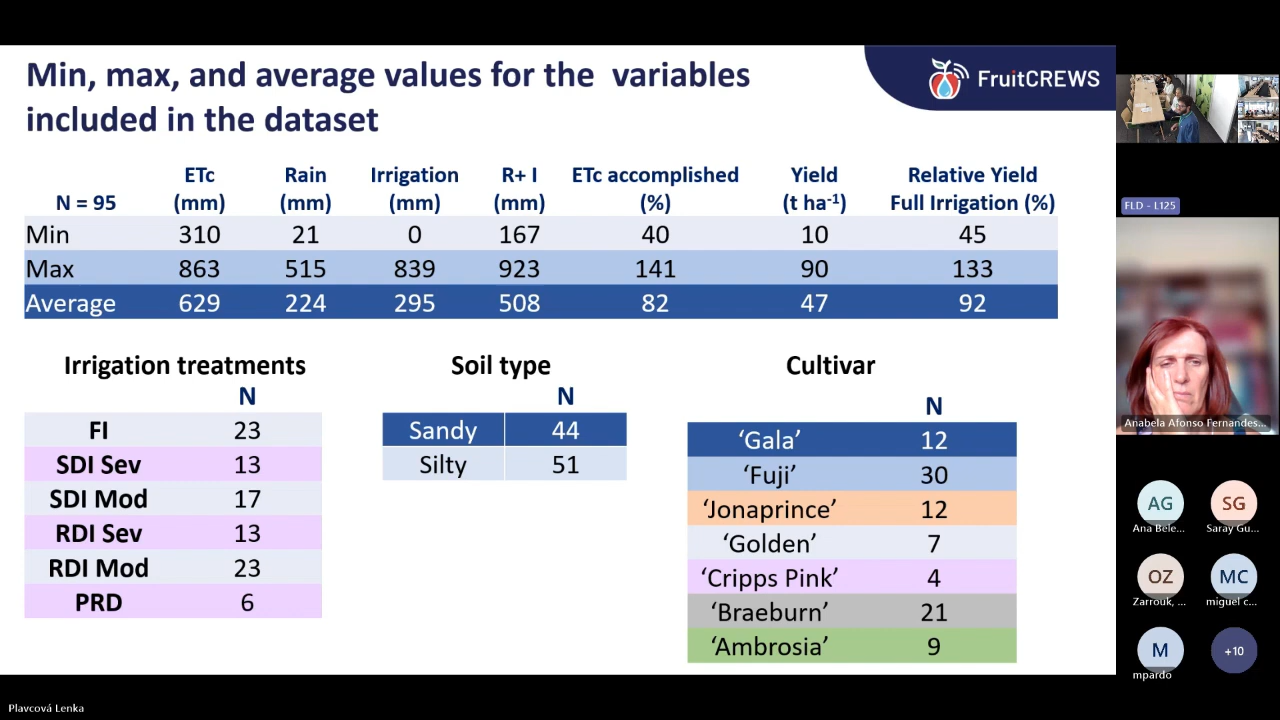 Min, max, and average values for the variables
included in the dataset
FruitCREWS
ETc Rain Irrigation R+ I ETc accomplished Yield Relative Yield
N = 95 (mm) (mm) (mm) (mm) (%) (t ha⁻¹) Full Irrigation (%)
Min 310 21 0 167 40 10 45
Max 863 515 839 923 141 90 133
Average 629 224 295 508 82 47 92
Irrigation treatments
N
FI 23
SDI Sev 13
SDI Mod 17
RDI Sev 13
RDI Mod 23
PRD 6
Soil type
N
Sandy 44
Silty 51
Cultivar
N
‘Gala’ 12
‘Fuji’ 30
‘Jonaprince’ 12
‘Golden’ 7
‘Cripps Pink’ 4
‘Braeburn’ 21
‘Ambrosia’ 9
FLD - L125
Anabela Afonso Fernandes...
AG SG
Ana Bele... Saray Gu...
OZ MC
Zarrouk, ... miguel c...
M +10
mpardo
Plavcová Lenka